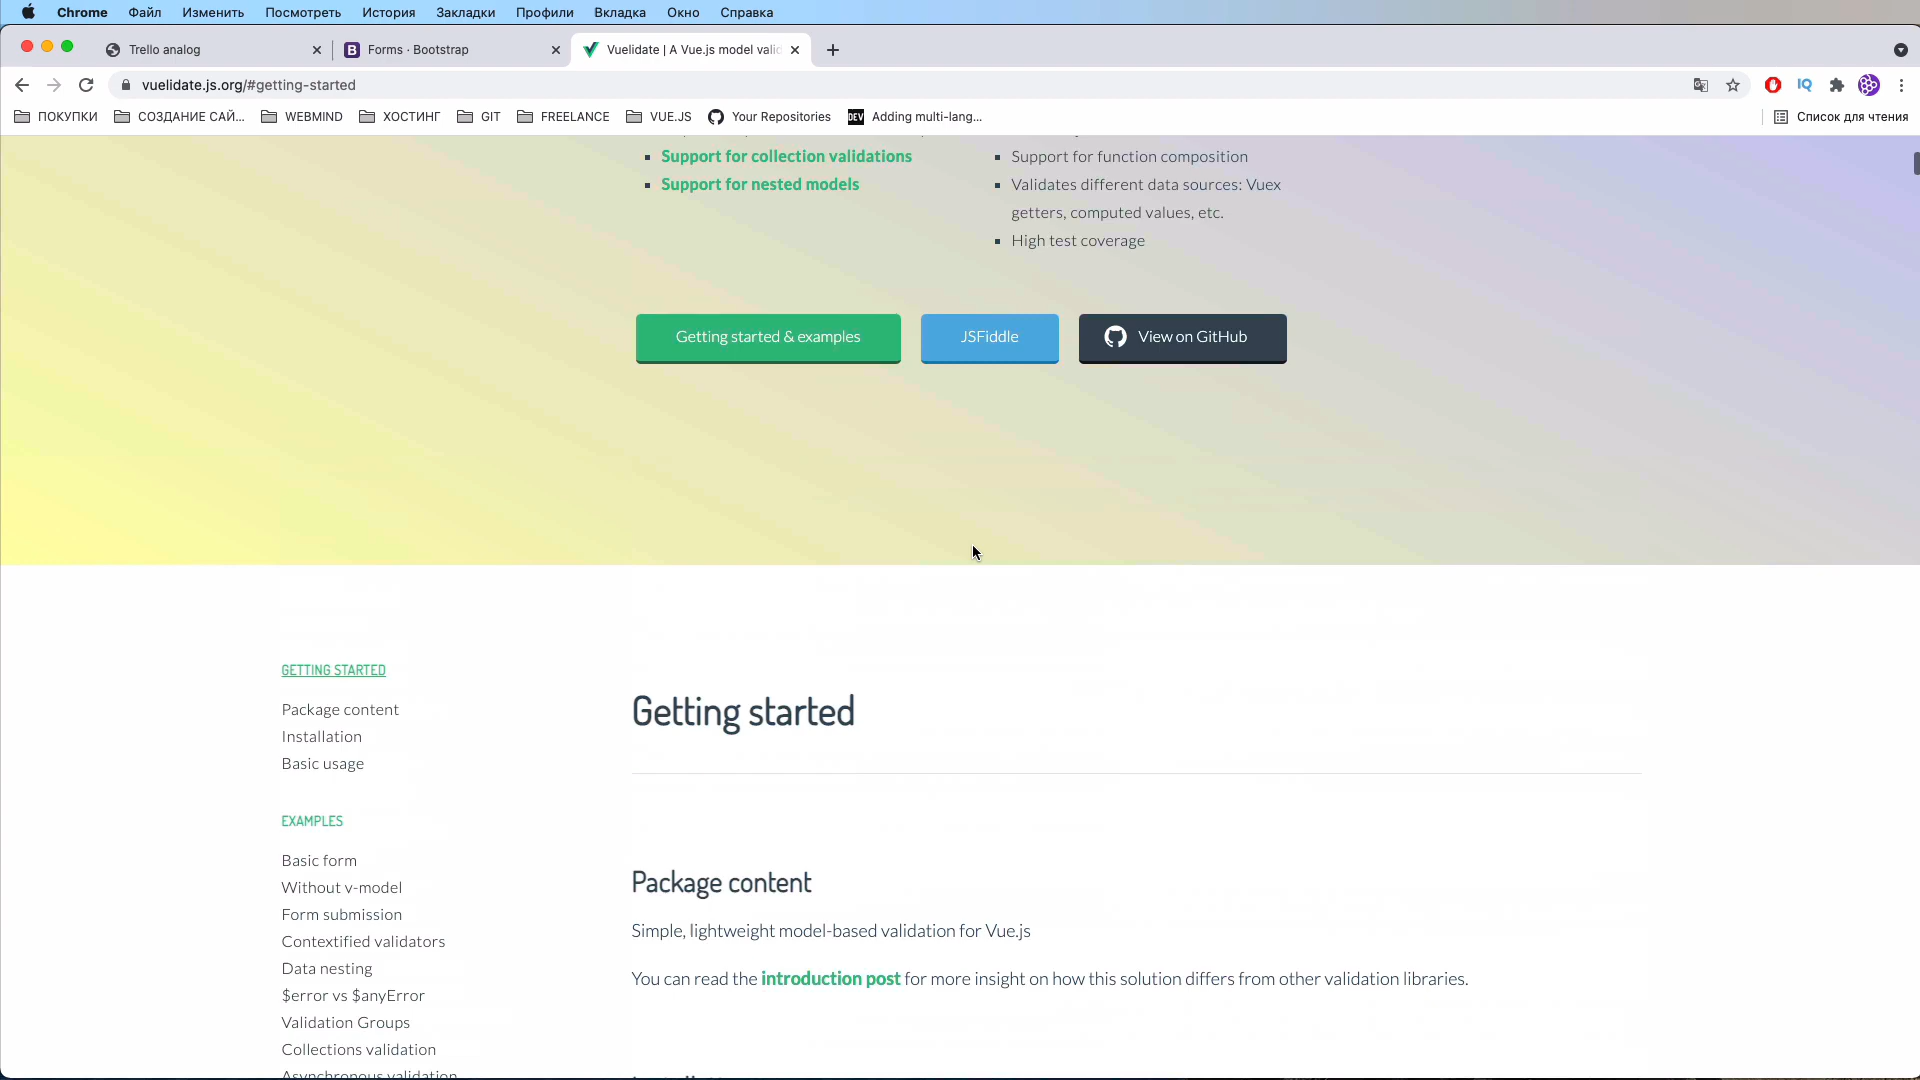 Chrome Файл Изменить Посмотреть История Закладки Профили Вкладка Окно Справка
Trello analog
Forms · Bootstrap
Vuelidate | A Vue.js model valid
vuelidate.js.org/#getting-started
ПОКУПКИ
СОЗДАНИЕ САЙ...
WEBMIND
ХОСТИНГ
GIT
FREELANCE
VUE.JS
Your Repositories
DEV Adding multi-lang...
Список для чтения
Support for collection validations
Support for nested models
Support for function composition
Validates different data sources: Vuex
getters, computed values, etc.
High test coverage
Getting started & examples
JSFiddle
View on GitHub
GETTING STARTED
Package content
Installation
Basic usage
EXAMPLES
Basic form
Without v-model
Form submission
Contextified validators
Data nesting
$error vs $anyError
Validation Groups
Collections validation
Asynchronous validation
Getting started
Package content
Simple, lightweight model-based validation for Vue.js
You can read the introduction post for more insight on how this solution differs from other validation libraries.